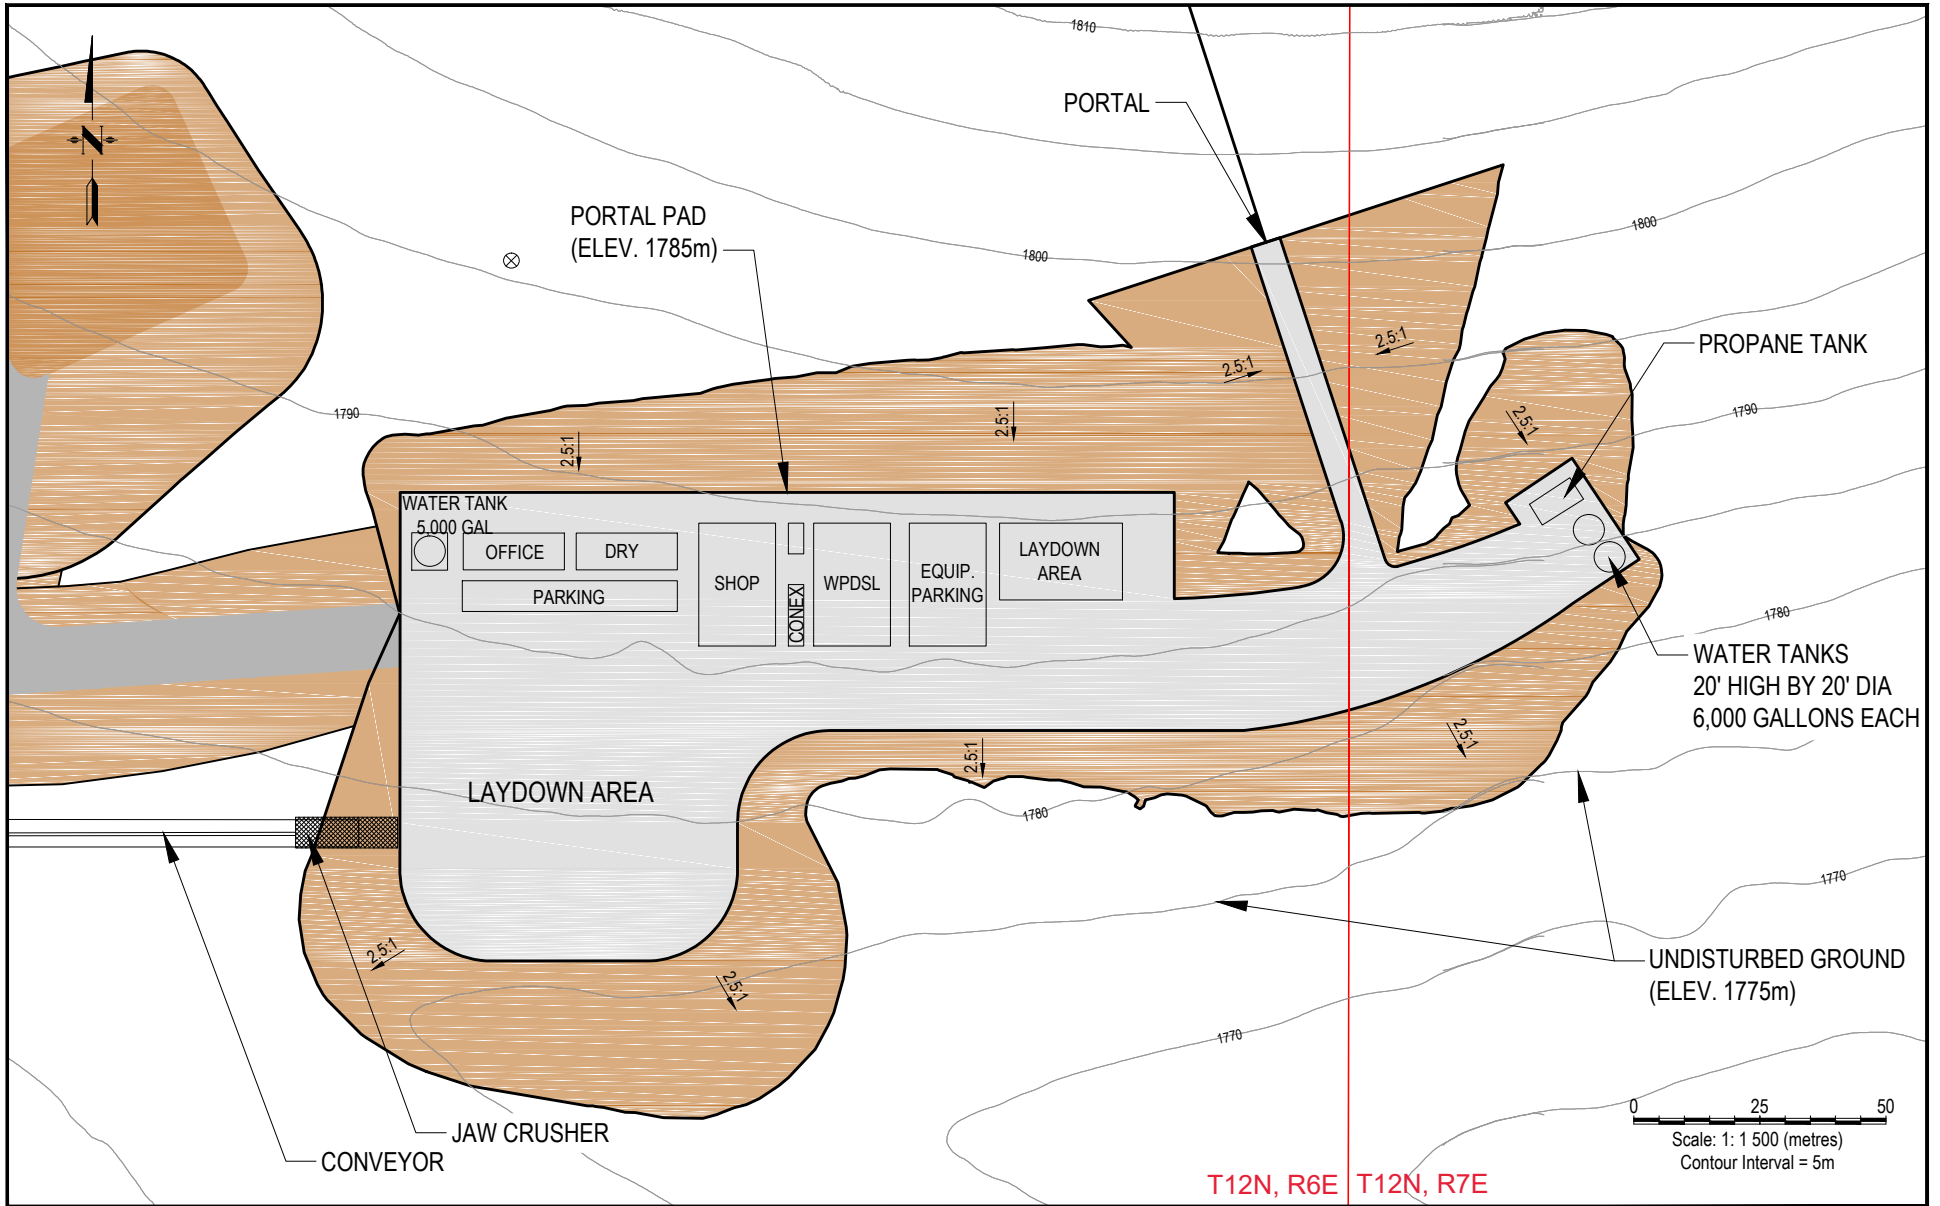 1810
PORTAL
N
PORTAL PAD
(ELEV. 1785m)
1800
1800
2.5:1
2.5:1
PROPANE TANK
1790
2.5:1
2.5:1
2.5:1
1790
WATER TANK
5,000 GAL
OFFICE
DRY
PARKING
SHOP
CONEX
WPDSL
EQUIP.
PARKING
LAYDOWN
AREA
1780
WATER TANKS
20' HIGH BY 20' DIA
6,000 GALLONS EACH
2.5:1
2.5:1
LAYDOWN AREA
1780
1770
2.5:1
2.5:1
UNDISTURBED GROUND
(ELEV. 1775m)
1770
JAW CRUSHER
CONVEYOR
0 25 50
Scale: 1: 1 500 (metres)
Contour Interval = 5m
T12N, R6E
T12N, R7E